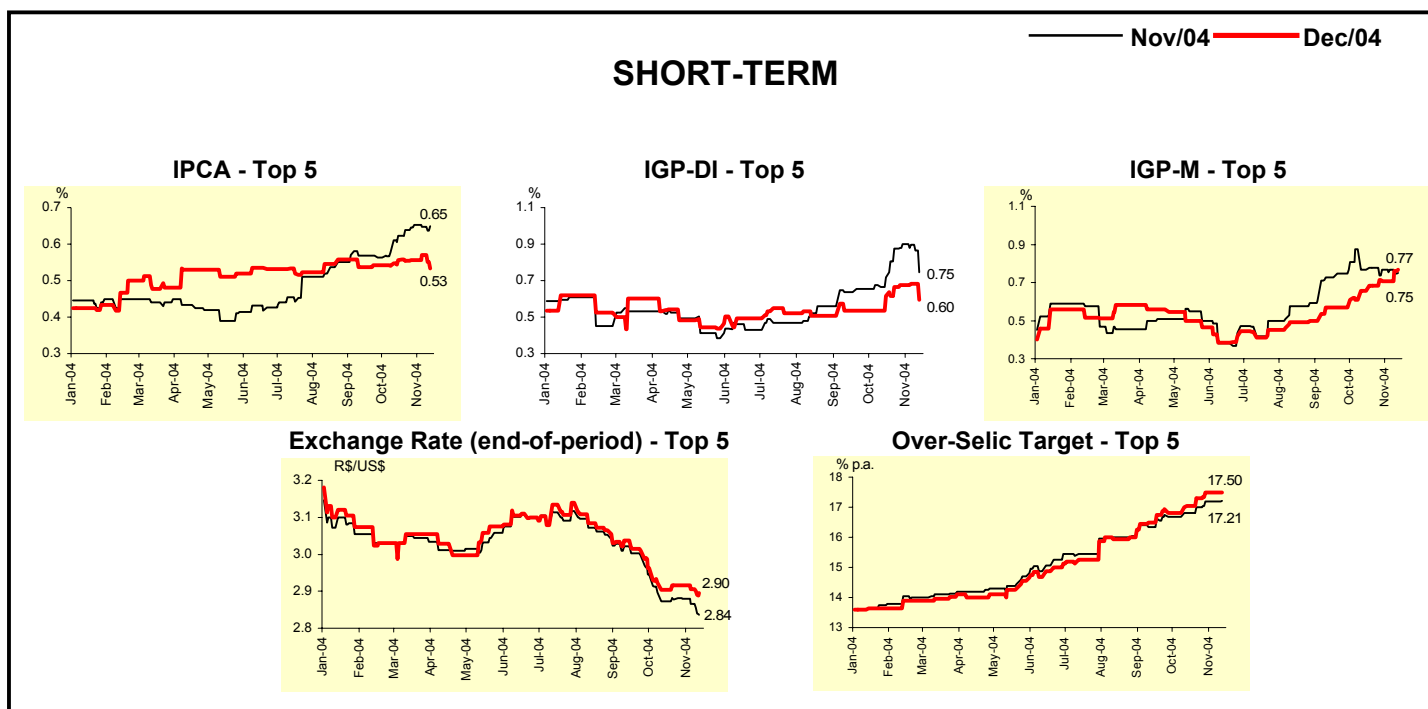 Nov/04 Dec/04
SHORT-TERM
IPCA - Top 5
%
0.7
0.6
0.5
0.4
0.3
0.65
0.53
Jan-04 Feb-04 Mar-04 Apr-04 May-04 Jun-04 Jul-04 Aug-04 Sep-04 Oct-04 Nov-04
IGP-DI - Top 5
%
1.1
0.9
0.7
0.5
0.3
0.75
0.60
Jan-04 Feb-04 Mar-04 Apr-04 May-04 Jun-04 Jul-04 Aug-04 Sep-04 Oct-04 Nov-04
IGP-M - Top 5
%
1.1
0.9
0.7
0.5
0.3
0.77
0.75
Jan-04 Feb-04 Mar-04 Apr-04 May-04 Jun-04 Jul-04 Aug-04 Sep-04 Oct-04 Nov-04
Exchange Rate (end-of-period) - Top 5
R$/US$
3.2
3.1
3.0
2.9
2.8
2.90
2.84
Jan-04 Feb-04 Mar-04 Apr-04 May-04 Jun-04 Jul-04 Aug-04 Sep-04 Oct-04 Nov-04
Over-Selic Target - Top 5
% p.a.
18
17
16
15
14
13
17.50
17.21
Jan-04 Feb-04 Mar-04 Apr-04 May-04 Jun-04 Jul-04 Aug-04 Sep-04 Oct-04 Nov-04